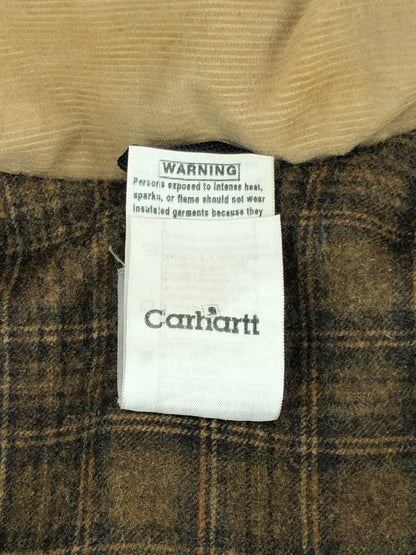 WARNING
Persons exposed to intense heat,
sparks, or flame should not wear
insulated garments because they
Carhartt